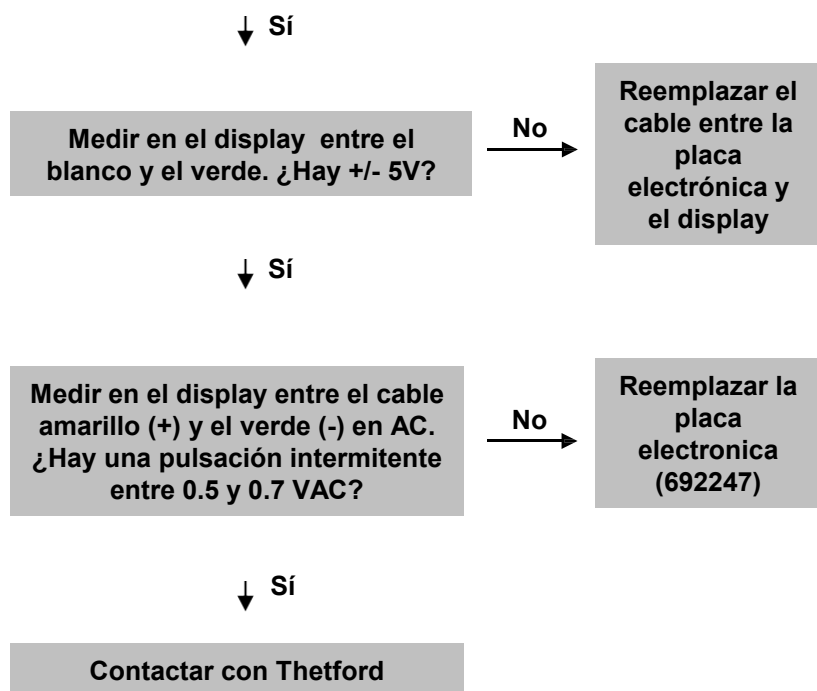 Sí
Medir en el display entre el
blanco y el verde. ¿Hay +/- 5V?
No
Reemplazar el
cable entre la
placa
electrónica y
el display
Sí
Medir en el display entre el cable
amarillo (+) y el verde (-) en AC.
¿Hay una pulsación intermitente
entre 0.5 y 0.7 VAC?
No
Reemplazar la
placa
electronica
(692247)
Sí
Contactar con Thetford